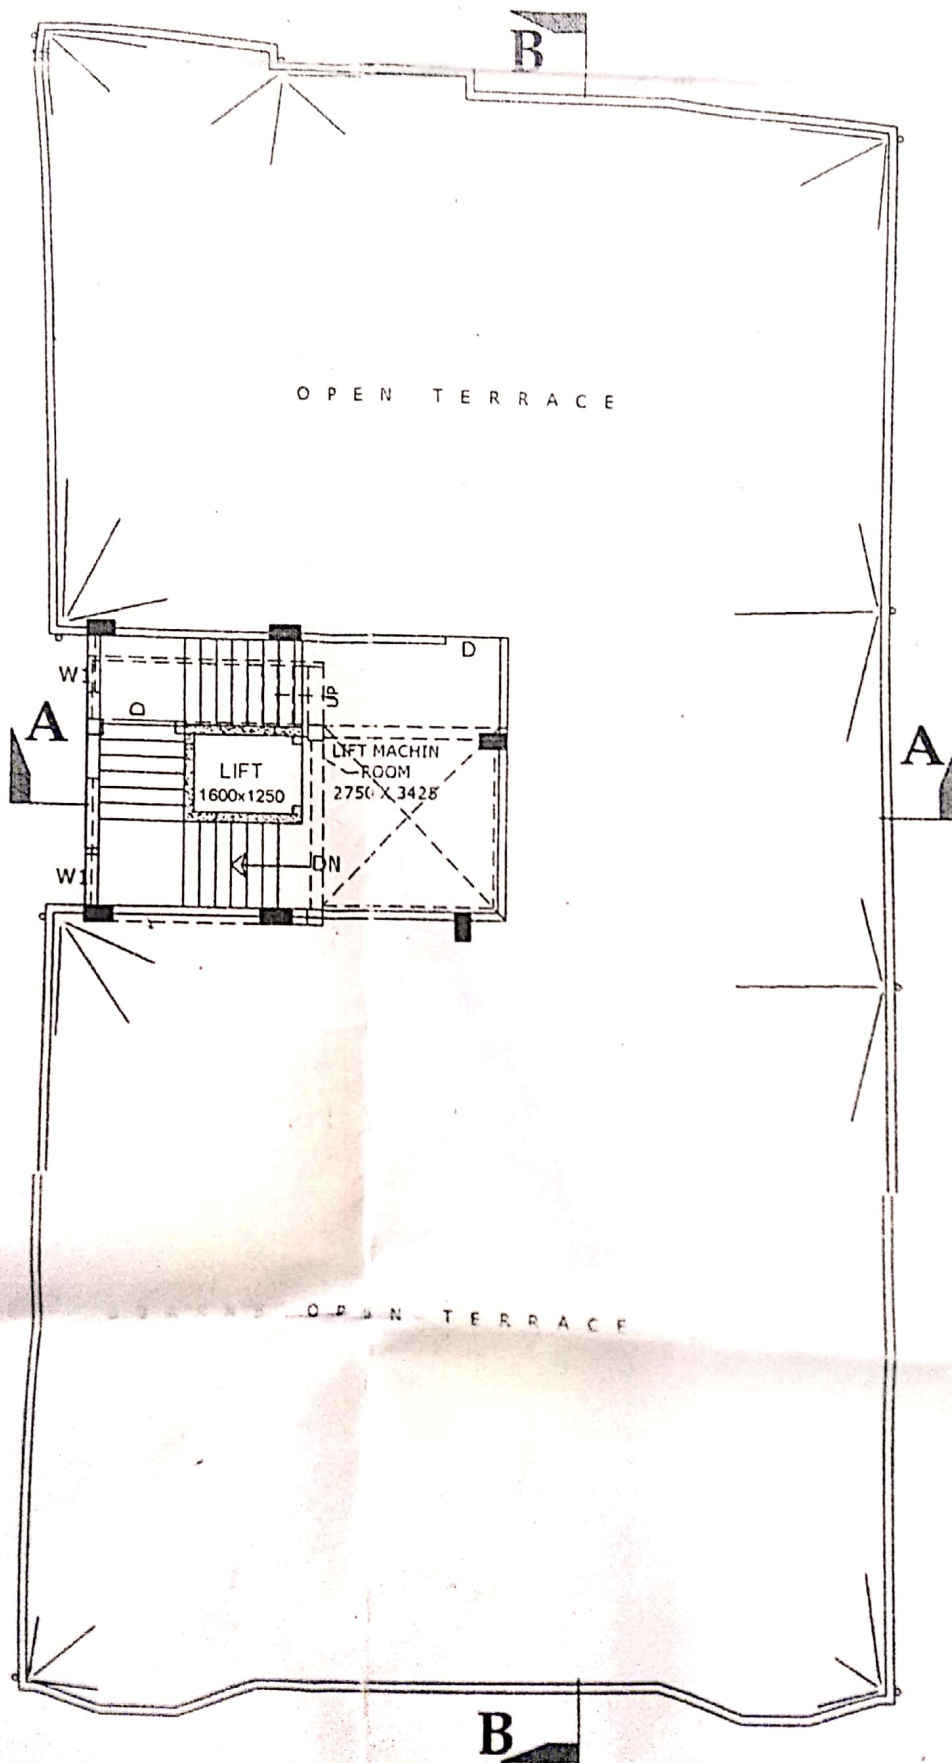 B
OPEN TERRACE
D
W1
UP
D
A
A
LIFT MACHIN
ROOM
2750 X 3428
LIFT
1600x1250
DN
W1
OPEN TERRACE
B